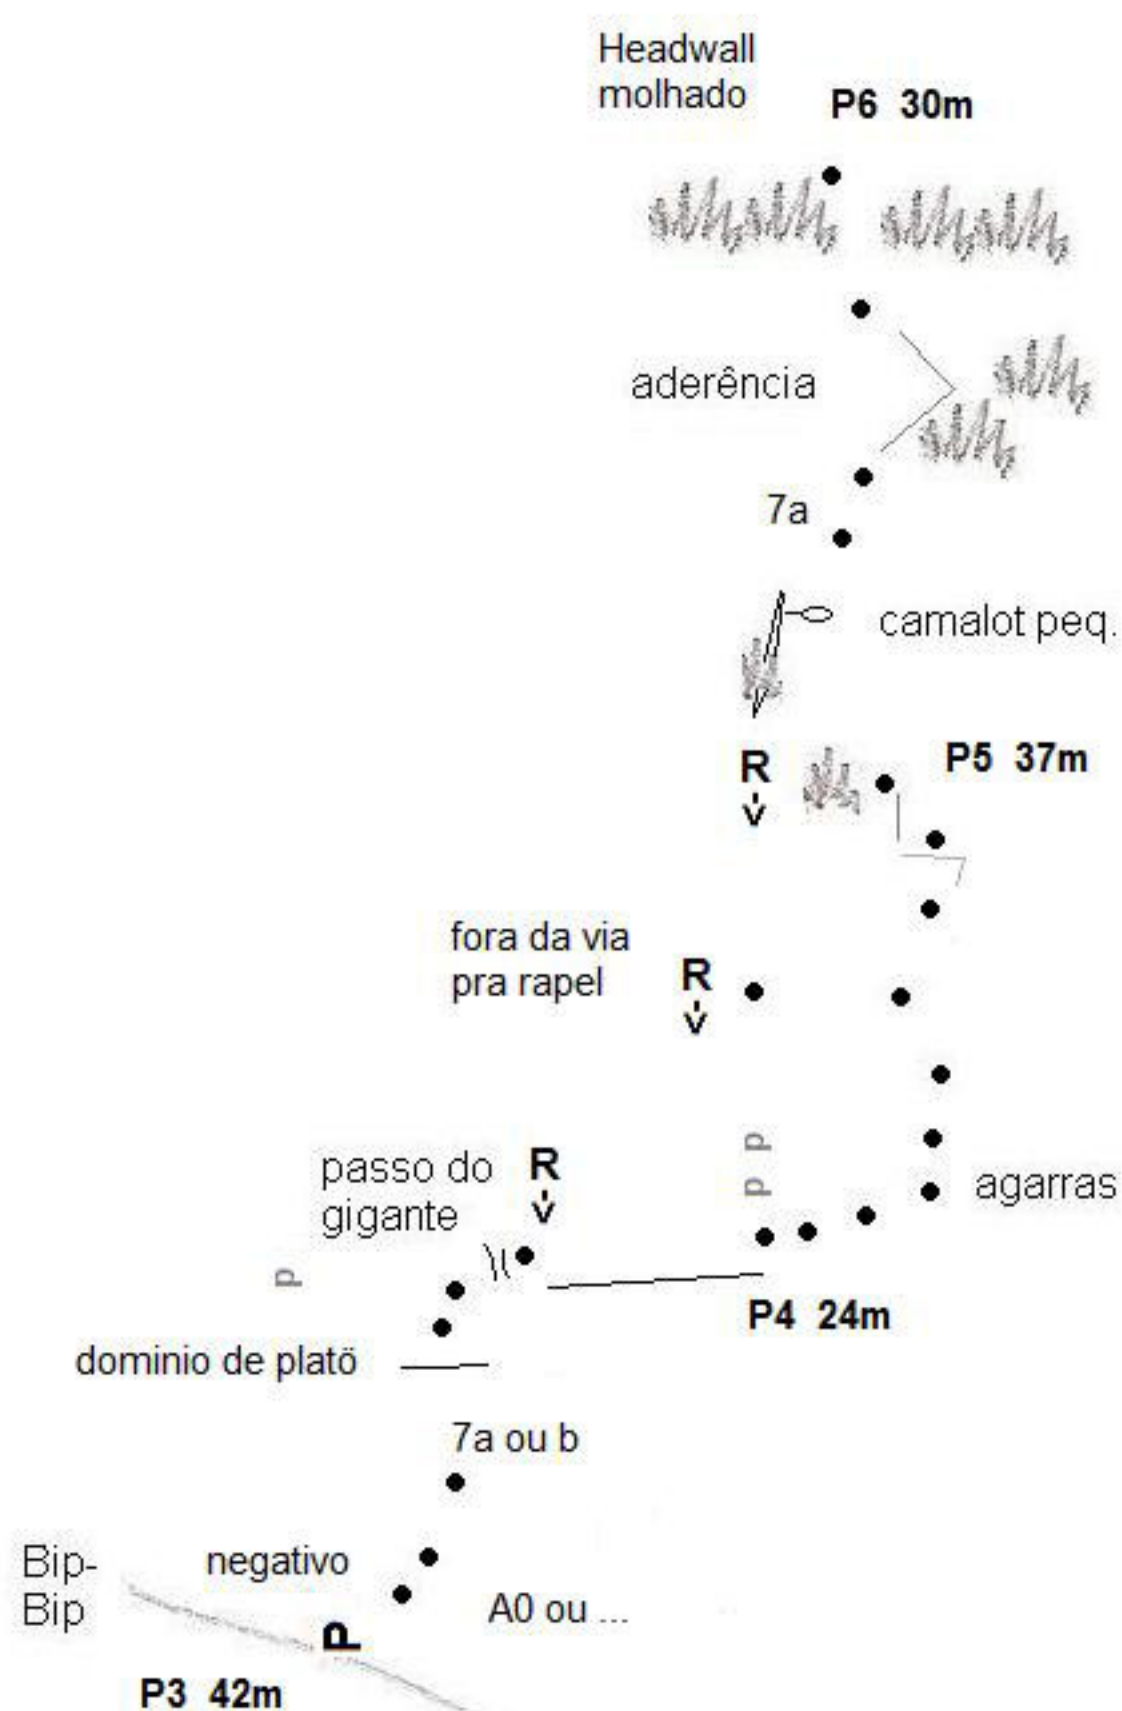 Headwall
molhado
P6 30m
aderência
7a
camalot peq.
R
P5 37m
fora da via
pra rapel
R
p
p
p
passo do
gigante
R
agarras
p
P4 24m
dominio de platö
7a ou b
Bip-
Bip
negativo
A0 ou ...
P
P3 42m